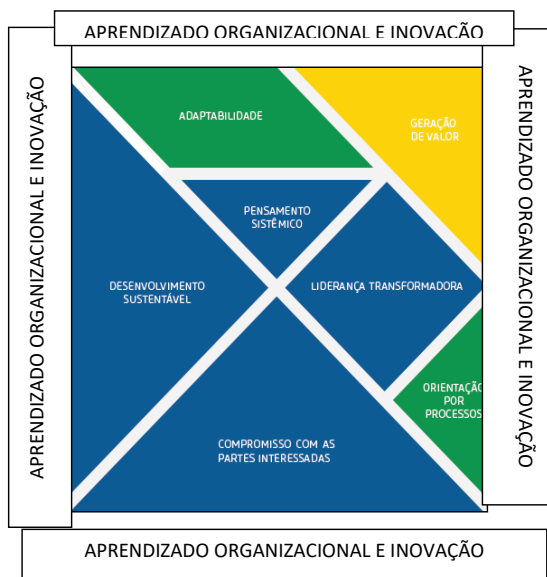 APRENDIZADO ORGANIZACIONAL E INOVAÇÃO
APRENDIZADO ORGANIZACIONAL E INOVAÇÃO
ADAPTABILIDADE
GERAÇÃO
DE VALOR
PENSAMENTO
SISTÊMICO
DESENVOLVIMENTO
SUSTENTÁVEL
LIDERANÇA TRANSFORMADORA
ORIENTAÇÃO
POR
PROCESSOS
COMPROMISSO COM AS
PARTES INTERESSADAS
APRENDIZADO ORGANIZACIONAL E INOVAÇÃO
APRENDIZADO ORGANIZACIONAL E INOVAÇÃO